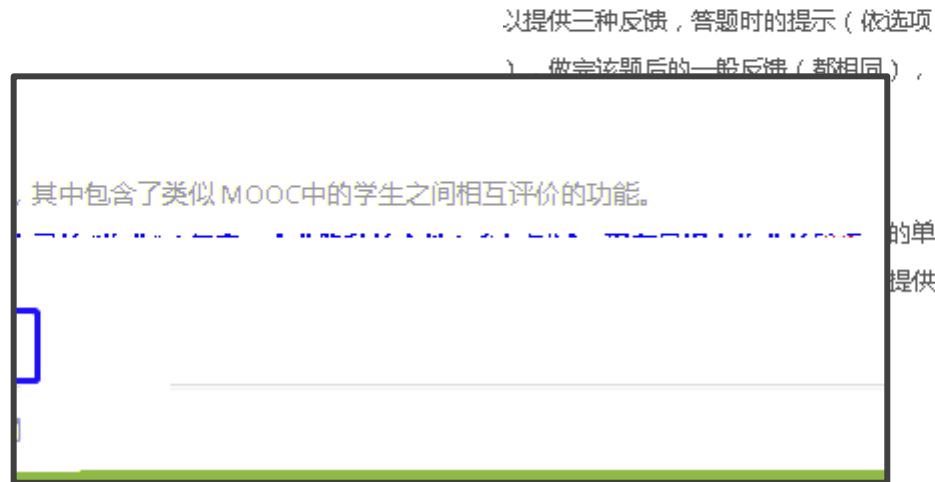 以提供三种反馈，答题时的提示（依选项
），做完该题后的一般反馈（都相同），
，其中包含了类似MOOC中的学生之间相互评价的功能。
的单
提供